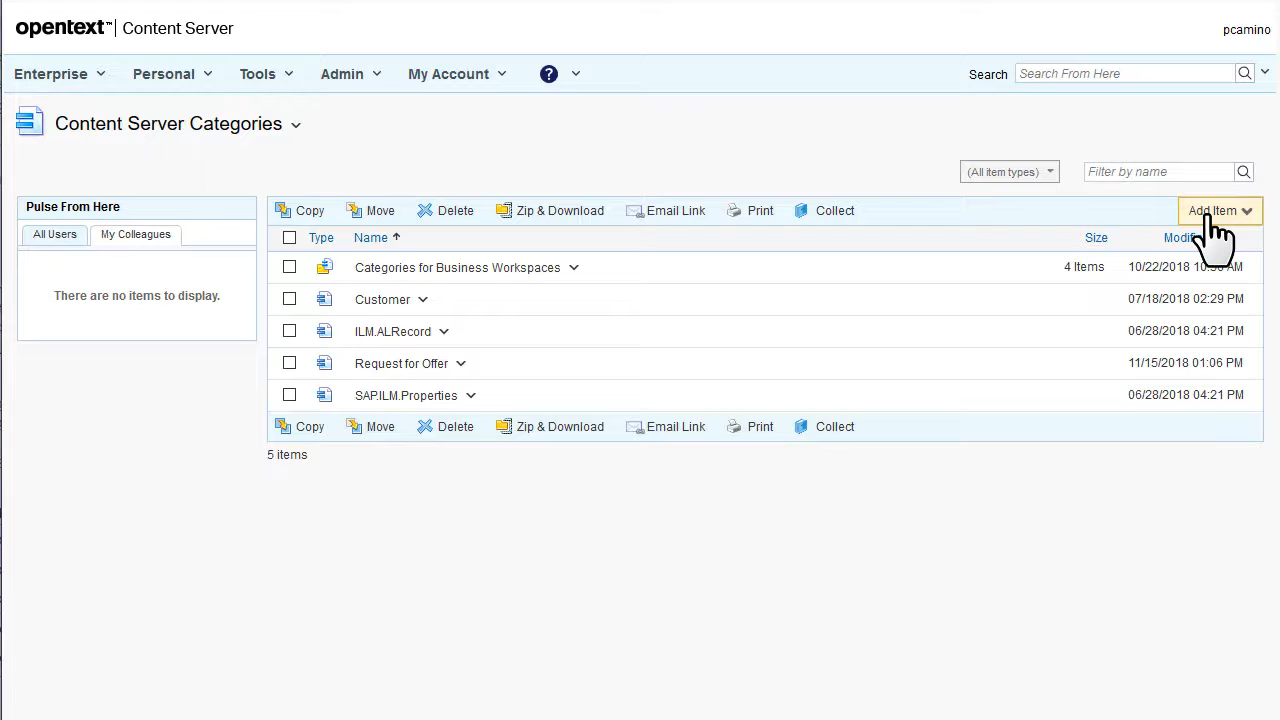 opentext™ | Content Server
pcamino
Enterprise Personal Tools Admin My Account ? Search Search From Here
Content Server Categories
(All item types) Filter by name
Pulse From Here
All Users My Colleagues
There are no items to display.
Copy Move Delete Zip & Download Email Link Print Collect Add Item
Type Name Size
Categories for Business Workspaces 4 Items 10/22/2018 AM
Customer 07/18/2018 02:29 PM
ILM.ALRecord 06/28/2018 04:21 PM
Request for Offer 11/15/2018 01:06 PM
SAP.ILM.Properties 06/28/2018 04:21 PM
Copy Move Delete Zip & Download Email Link Print Collect
5 items